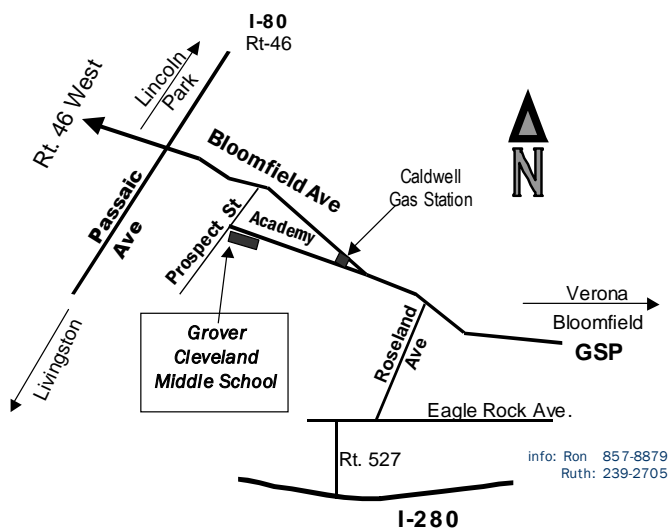 I-80
Rt-46
Lincoln
Park
Rt. 46 West
Bloomfield Ave
N
Caldwell
Gas Station
Passaic
Ave
Prospect St
Academy
Verona
Bloomfield
GSP
Grover
Cleveland
Middle School
Roseland
Ave
Livingston
Eagle Rock Ave.
Rt. 527
info: Ron 857-8879
Ruth: 239-2705
I-280